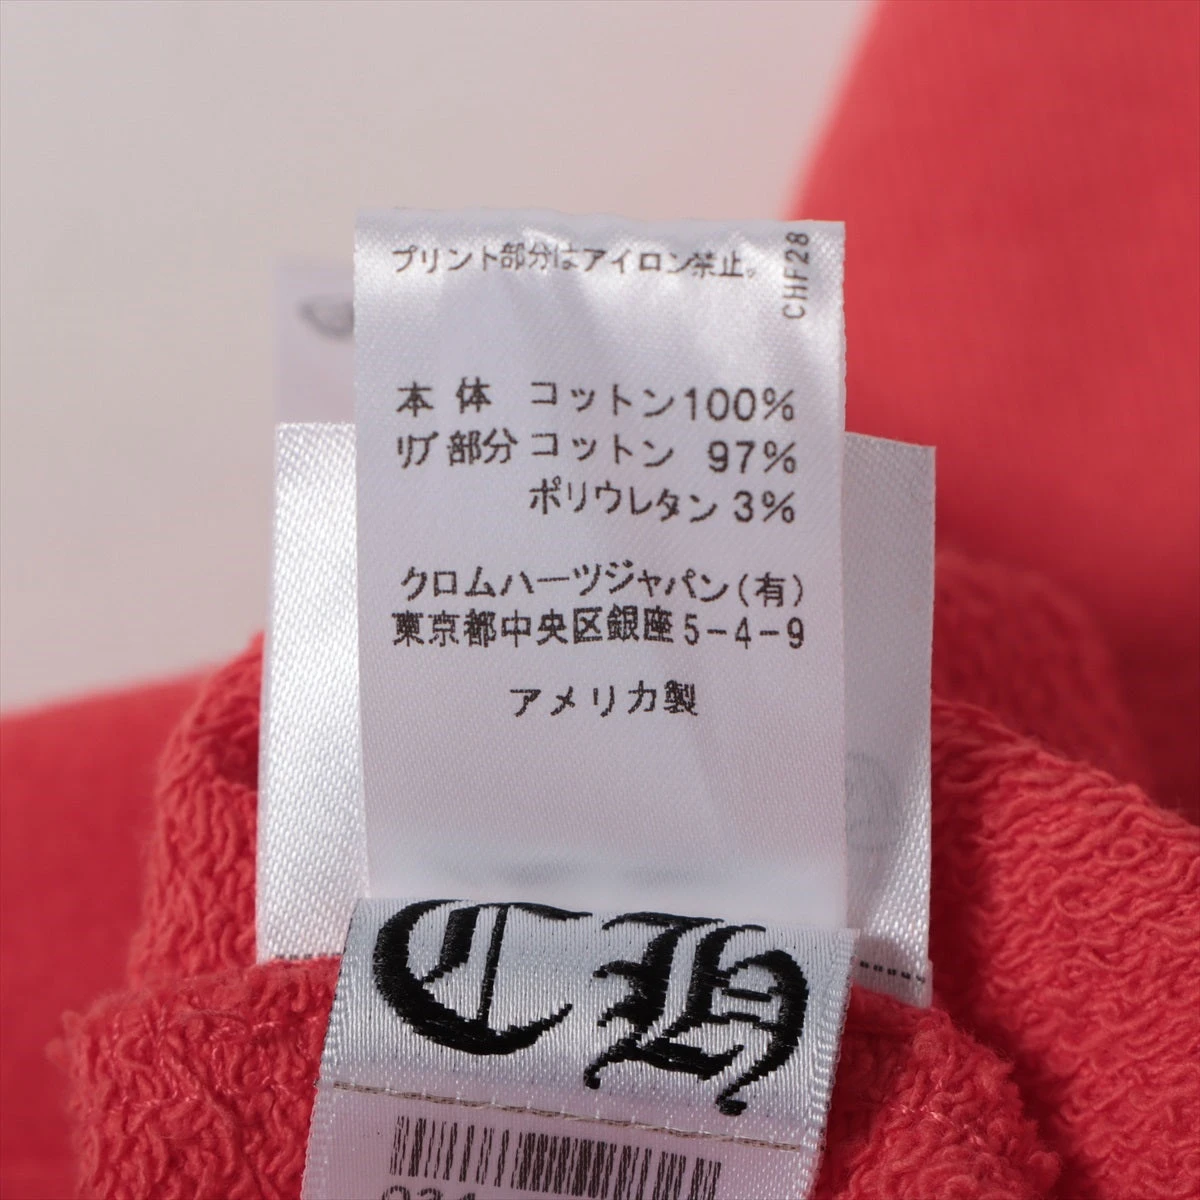 プリント部分はアイロン禁止。
CHF28
本体 コットン100%
リブ部分 コットン 97%
ポリウレタン 3%
クロムハーツジャパン(有)
東京都中央区銀座5-4-9
アメリカ製
CH